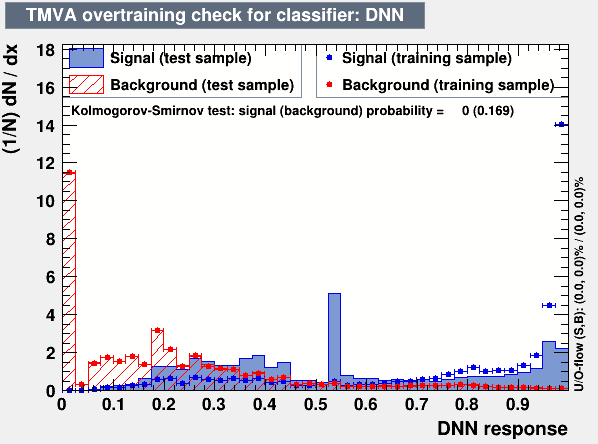 TMVA overtraining check for classifier: DNN
(1/N) dN / dx
18
16
14
12
10
8
6
4
2
0
Signal (test sample)
Background (test sample)
Signal (training sample)
Background (training sample)
Kolmogorov-Smirnov test: signal (background) probability = 0 (0.169)
U/O-flow (S,B): (0.0, 0.0)% / (0.0, 0.0)%
0 0.1 0.2 0.3 0.4 0.5 0.6 0.7 0.8 0.9
DNN response